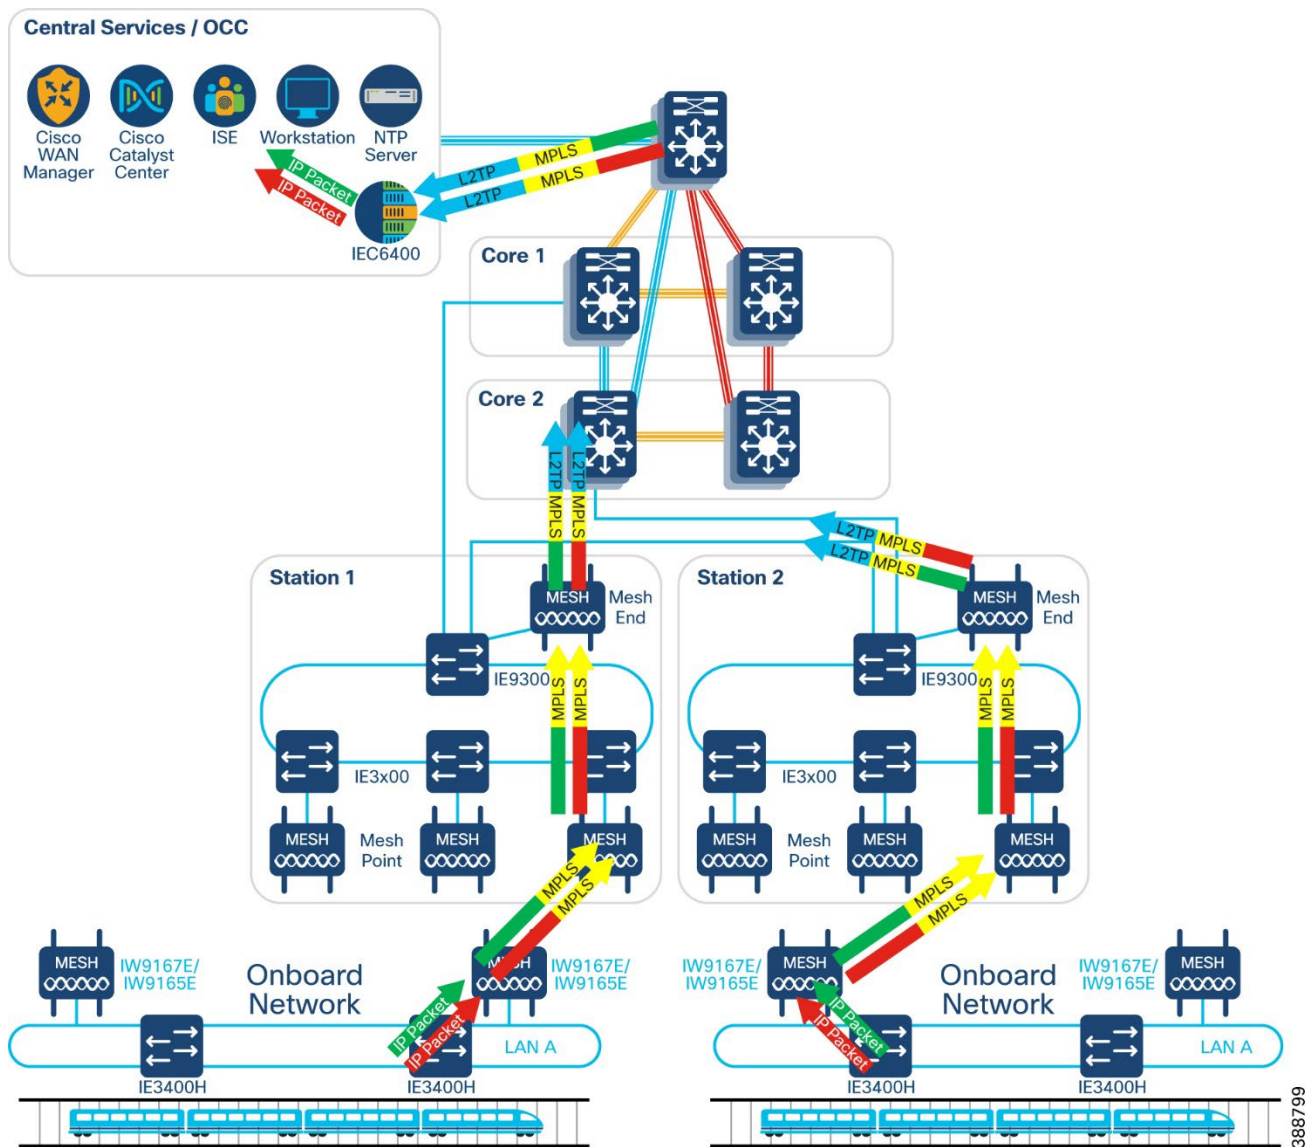 Central Services / OCC
Cisco
WAN
Manager
Cisco
Catalyst
Center
ISE
Workstation
NTP
Server
IP Packet
IP Packet
L2TP MPLS
L2TP MPLS
IEC6400
Core 1
Core 2
L2TP MPLS
L2TP MPLS
L2TP MPLS
L2TP MPLS
Station 1
MESH
Mesh
End
IE9300
MPLS
MPLS
IE3x00
MESH
Mesh
Point
MESH
MESH
Station 2
MESH
Mesh
End
IE9300
MPLS
MPLS
IE3x00
MESH
Mesh
Point
MESH
MESH
MPLS
MPLS
MPLS
MPLS
MESH
IW9167E/
IW9165E
Onboard
Network
MESH
IW9167E/
IW9165E
IP Packet
IP Packet
LAN A
IE3400H
IE3400H
IW9167E/
IW9165E
MESH
Onboard
Network
IW9167E/
IW9165E
MESH
IP Packet
IP Packet
LAN A
IE3400H
IE3400H
388799